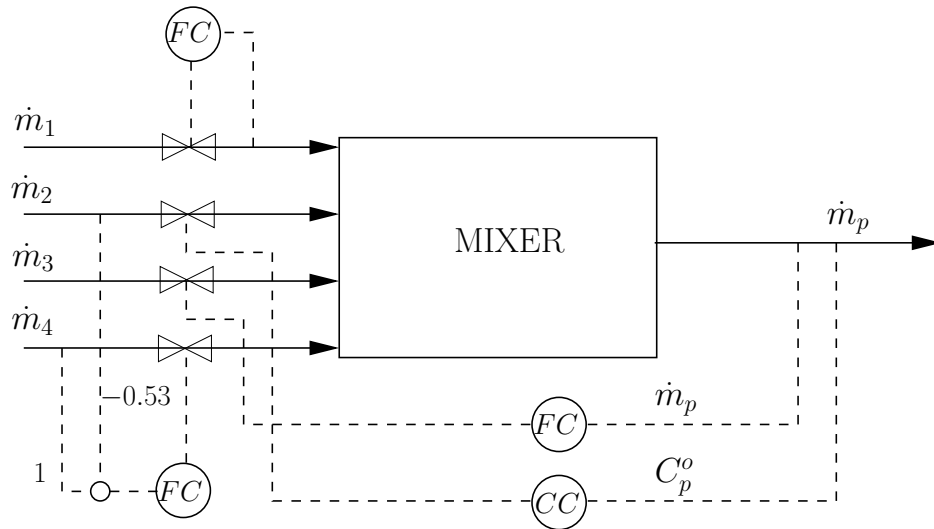 FC
ṁ₁
ṁ₂
ṁ₃
ṁ₄
MIXER
ṁₚ
−0.53
ṁₚ
FC
1
FC
Cₚᵒ
CC